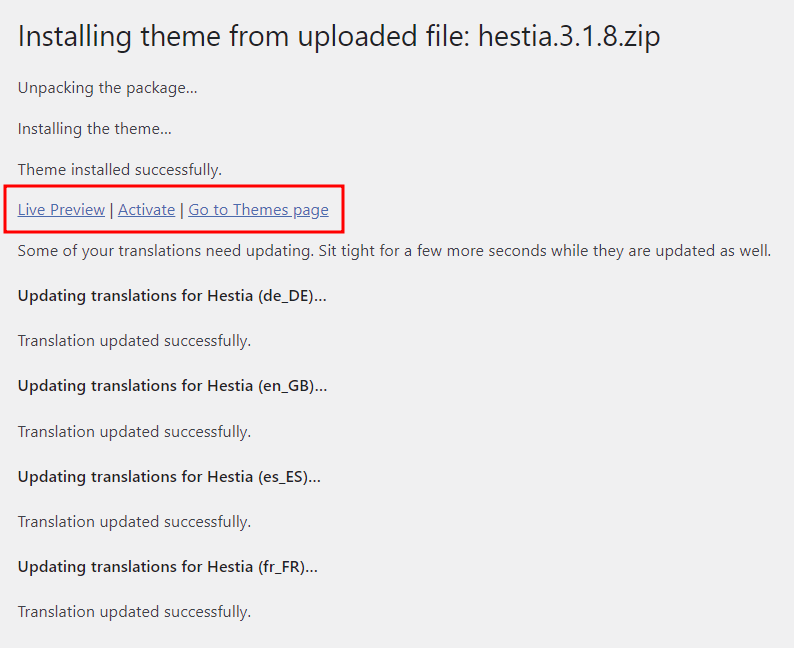 Installing theme from uploaded file: hestia.3.1.8.zip
Unpacking the package...
Installing the theme...
Theme installed successfully.
Live Preview | Activate | Go to Themes page
Some of your translations need updating. Sit tight for a few more seconds while they are updated as well.
Updating translations for Hestia (de_DE)...
Translation updated successfully.
Updating translations for Hestia (en_GB)...
Translation updated successfully.
Updating translations for Hestia (es_ES)...
Translation updated successfully.
Updating translations for Hestia (fr_FR)...
Translation updated successfully.